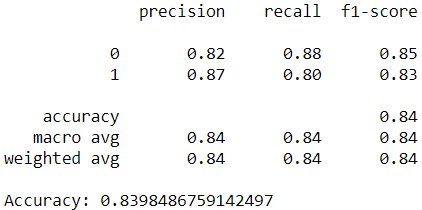 precision recall f1-score
0 0.82 0.88 0.85
1 0.87 0.80 0.83
accuracy 0.84
macro avg 0.84 0.84 0.84
weighted avg 0.84 0.84 0.84
Accuracy: 0.8398486759142497